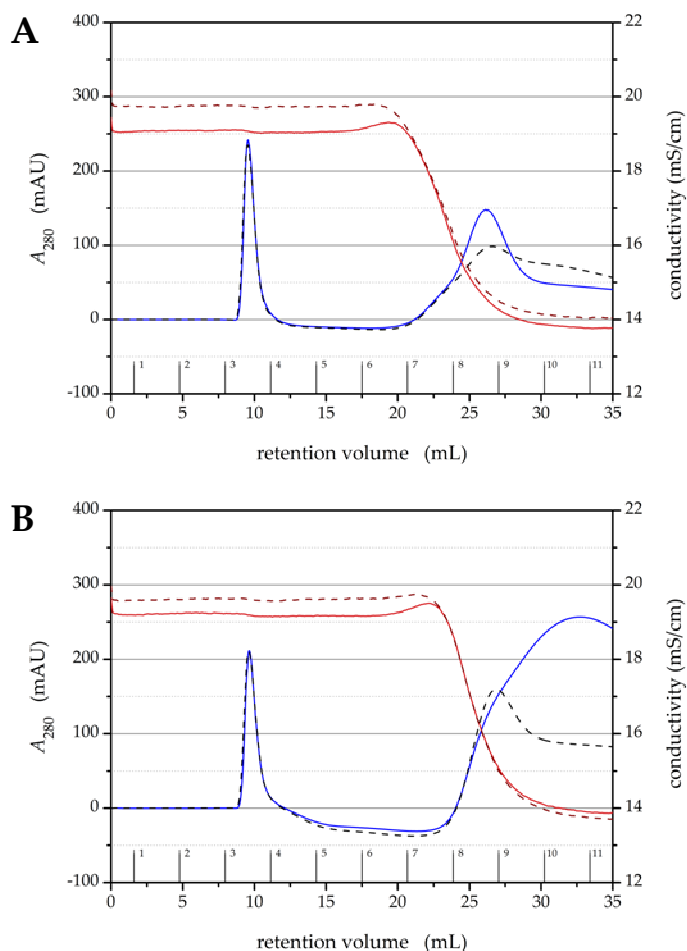 A
400
300
200
100
0
-100
A280 (mAU)
22
20
18
16
14
12
conductivity (mS/cm)
1 2 3 4 5 6 7 8 9 10 11
0 5 10 15 20 25 30 35
retention volume (mL)
B
400
300
200
100
0
-100
A280 (mAU)
22
20
18
16
14
12
conductivity (mS/cm)
1 2 3 4 5 6 7 8 9 10 11
0 5 10 15 20 25 30 35
retention volume (mL)